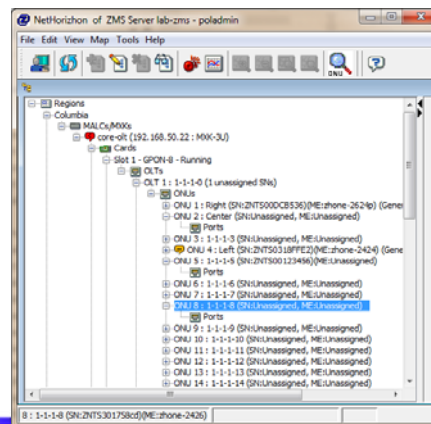 NetHorizhon of ZMS Server lab-zms - poladmin
File Edit View Map Tools Help
ONU
Regions
Columbia
MALCs/MXKs
core-olt (192.168.50.22 : MXK-3U)
Cards
Slot 1 - GPON-8 - Running
OLTs
OLT 1 : 1-1-1-0 (1 unassigned SNs)
ONUs
ONU 1 : Right (SN:ZNTS00DCB536)(ME:zhone-2624p) (Gener
ONU 2 : Center (SN:Unassigned, ME:Unassigned)
Ports
ONU 3 : 1-1-1-3 (SN:Unassigned, ME:Unassigned)
ONU 4 : Left (SN:ZNTS0318FFE2)(ME:zhone-2424) (Gene
ONU 5 : 1-1-1-5 (SN:ZNTS00123456)(ME:Unassigned)
Ports
ONU 6 : 1-1-1-6 (SN:Unassigned, ME:Unassigned)
ONU 7 : 1-1-1-7 (SN:Unassigned, ME:Unassigned)
ONU 8 : 1-1-1-8 (SN:Unassigned, ME:Unassigned)
Ports
ONU 9 : 1-1-1-9 (SN:Unassigned, ME:Unassigned)
ONU 10 : 1-1-1-10 (SN:Unassigned, ME:Unassigned)
ONU 11 : 1-1-1-11 (SN:Unassigned, ME:Unassigned)
ONU 12 : 1-1-1-12 (SN:Unassigned, ME:Unassigned)
ONU 13 : 1-1-1-13 (SN:Unassigned, ME:Unassigned)
ONU 14 : 1-1-1-14 (SN:Unassigned, ME:Unassigned)
8 : 1-1-1-8 (SN:ZNTS301758cd)(ME:zhone-2426)